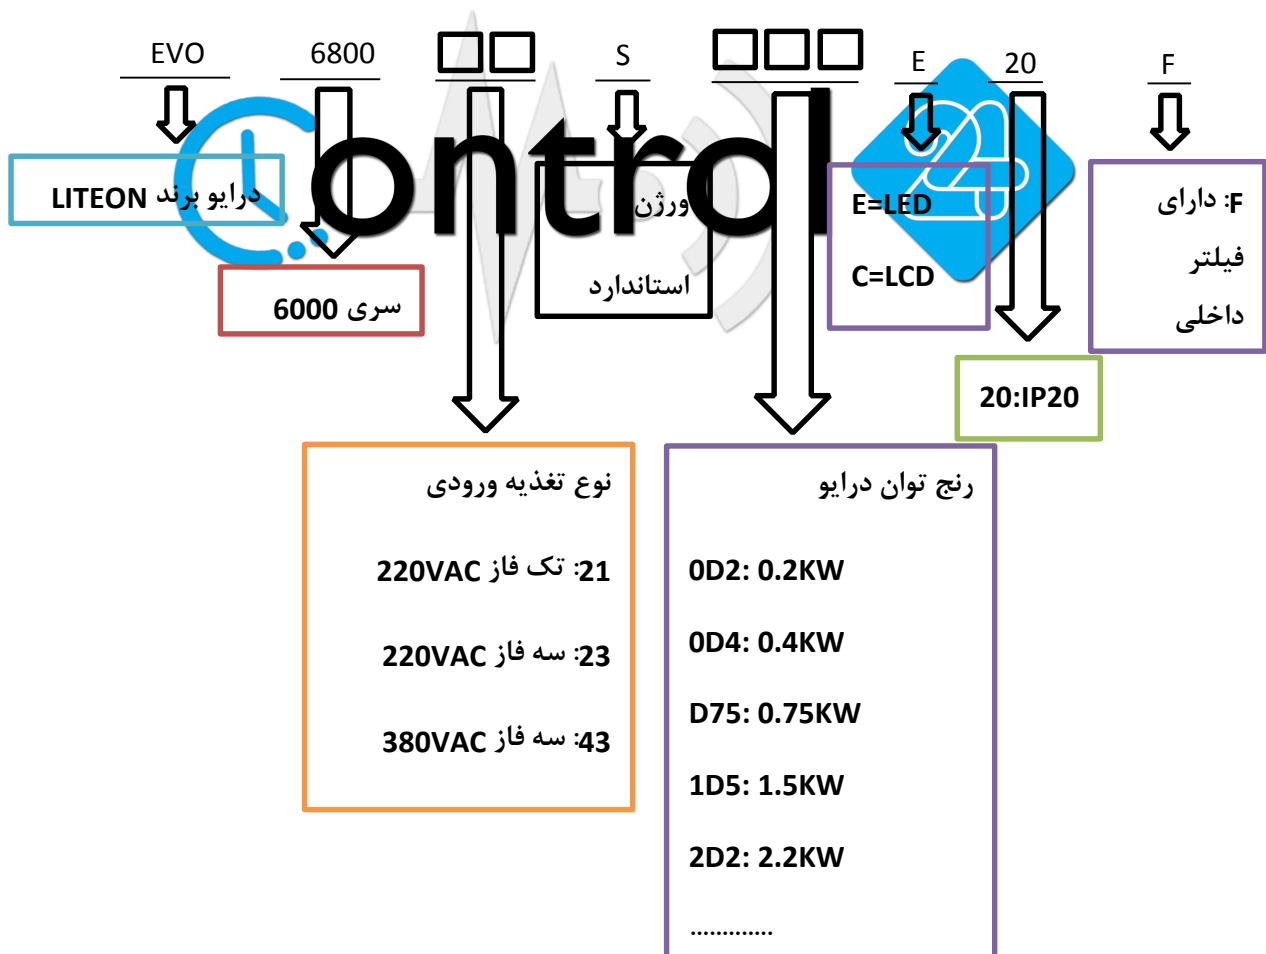 EVO 6800 □□ S □□□ E 20 F
ontrol
24
درایو برند LITEON
سری 6000
ورژن
استاندارد
E=LED
C=LCD
20:IP20
F: دارای
فیلتر
داخلی
نوع تغذیه ورودی
21: تک فاز 220VAC
23: سه فاز 220VAC
43: سه فاز 380VAC
رنج توان درایو
0D2: 0.2KW
0D4: 0.4KW
D75: 0.75KW
1D5: 1.5KW
2D2: 2.2KW
.............